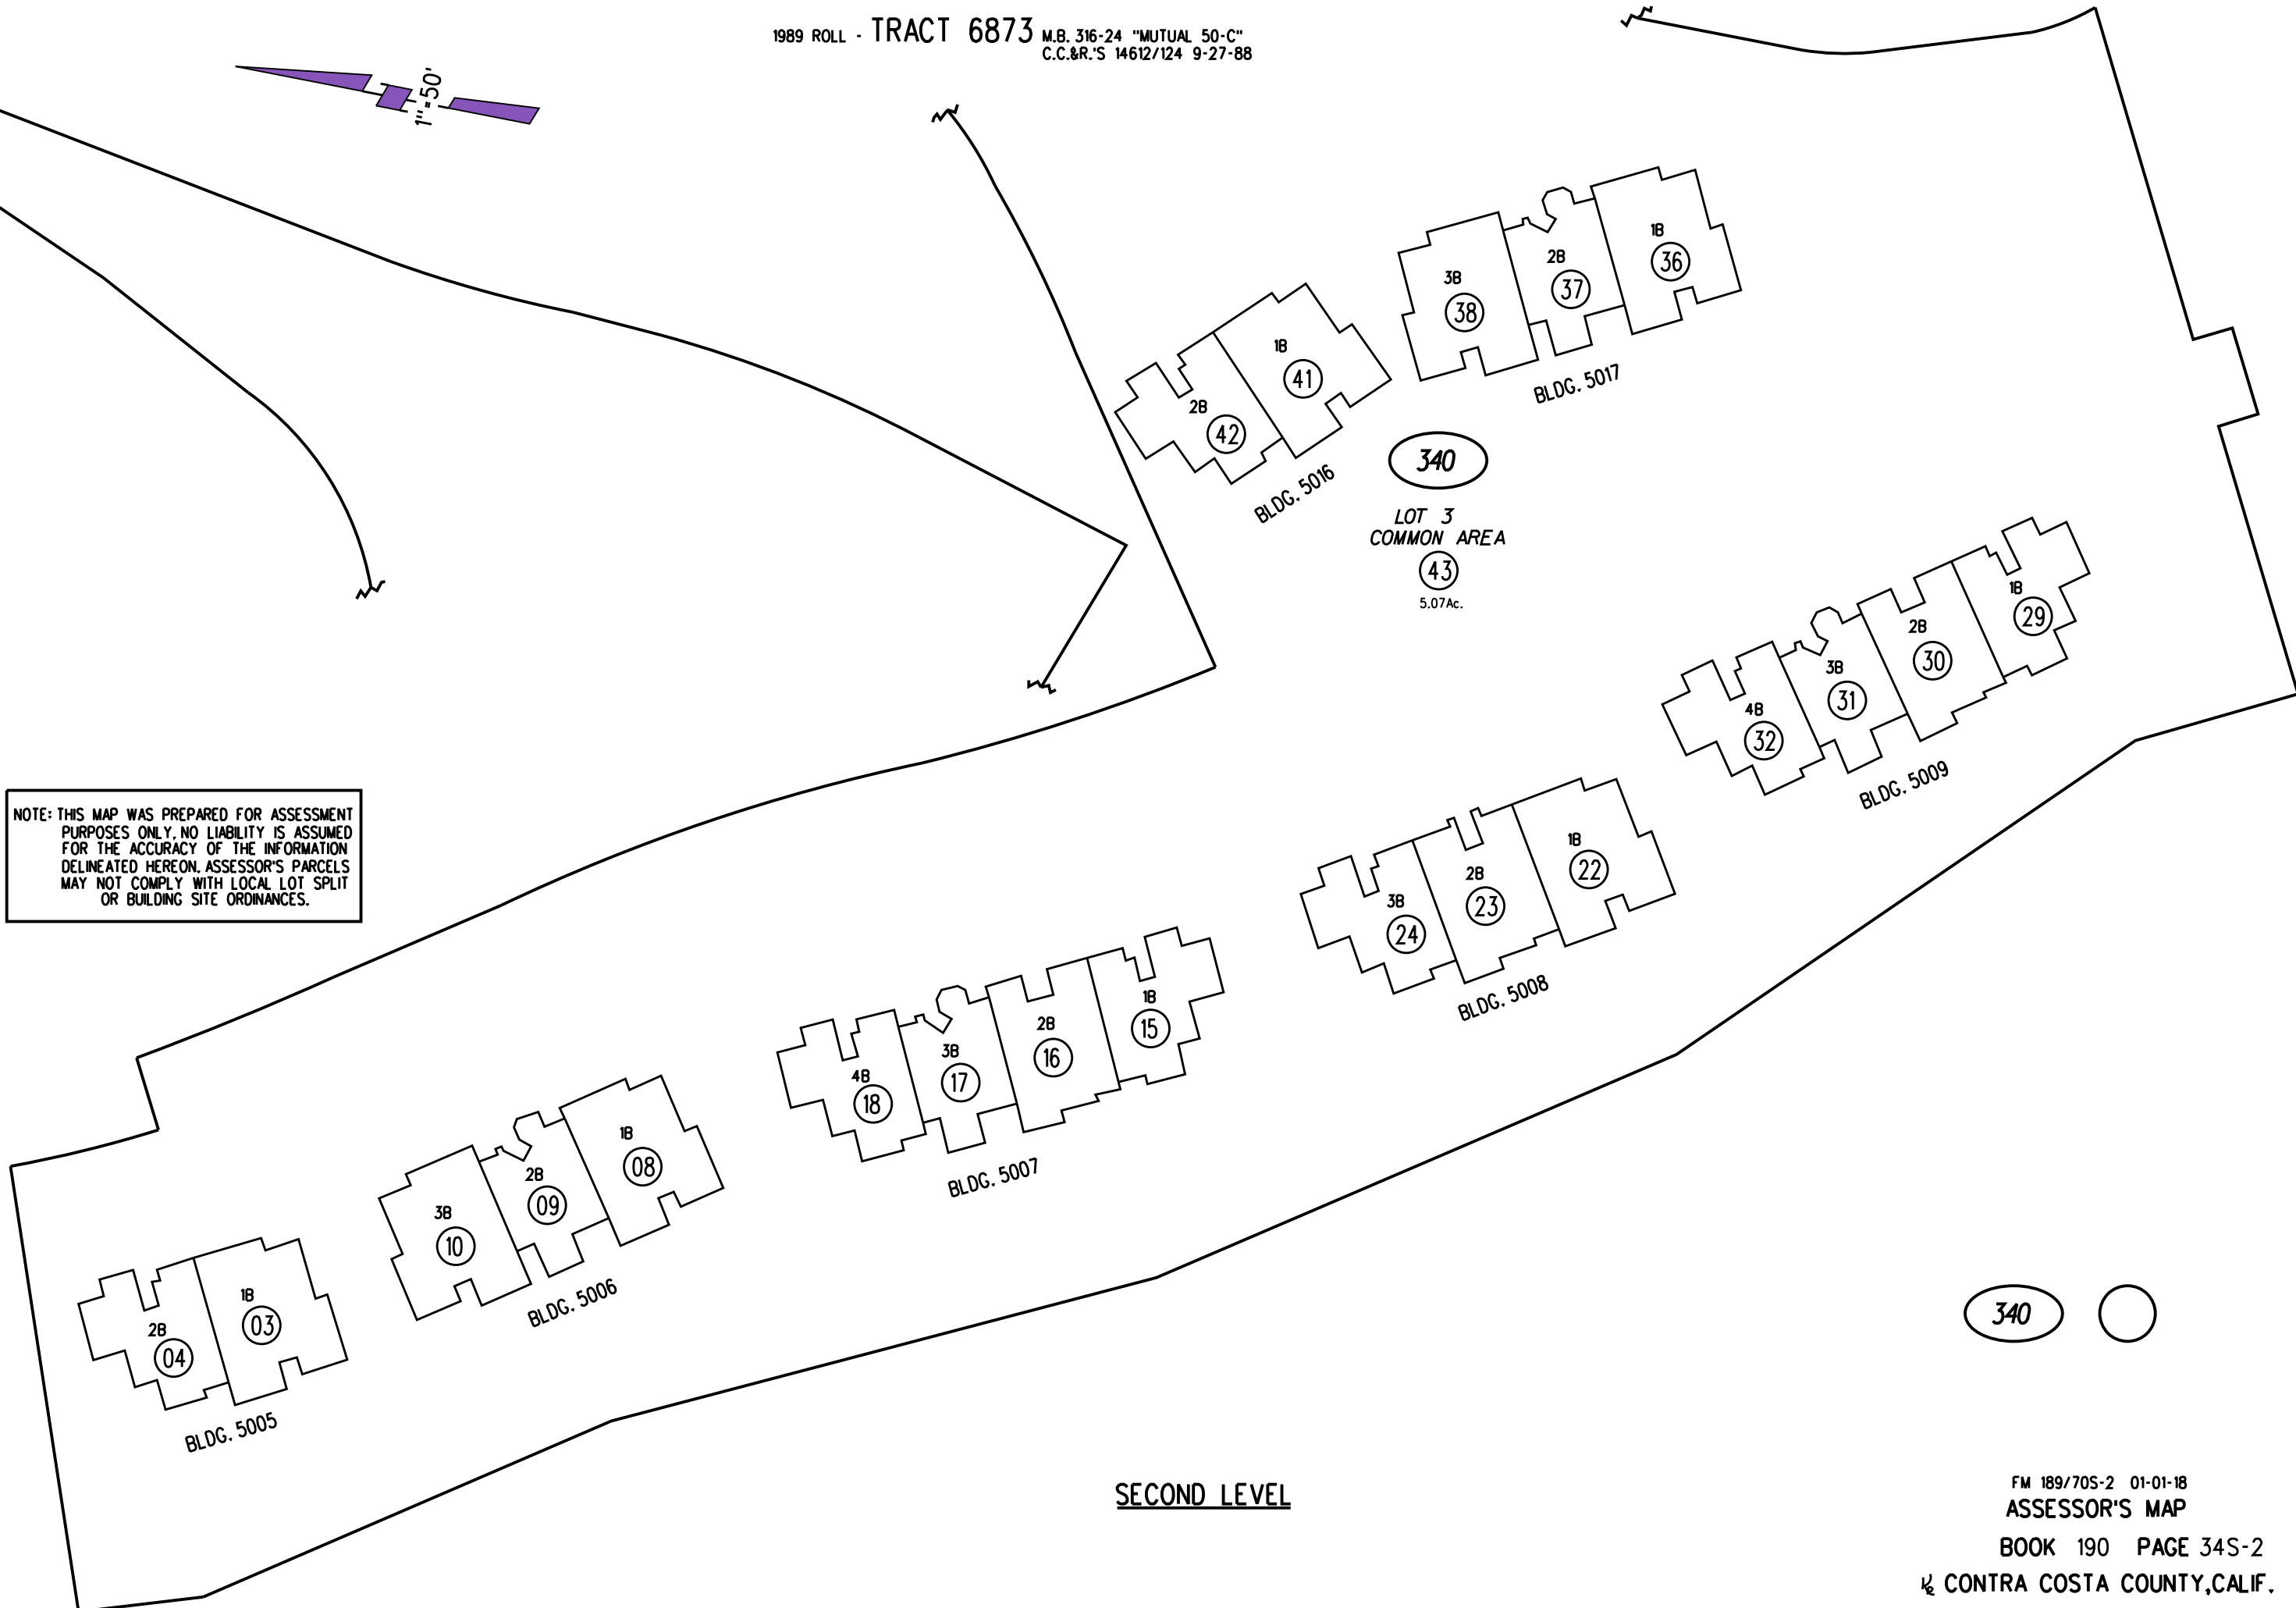 1989 ROLL - TRACT 6873 M.B. 316-24 "MUTUAL 50-C"
C.C.&R.'S 14612/124 9-27-88
1"=50'
1B
36
2B
37
3B
38
BLDG. 5017
1B
41
2B
42
BLDG. 5016
340
LOT 3
COMMON AREA
43
5.07Ac.
1B
29
2B
30
3B
31
4B
32
BLDG. 5009
1B
22
2B
23
3B
24
BLDG. 5008
NOTE: THIS MAP WAS PREPARED FOR ASSESSMENT
PURPOSES ONLY, NO LIABILITY IS ASSUMED
FOR THE ACCURACY OF THE INFORMATION
DELINEATED HEREON. ASSESSOR'S PARCELS
MAY NOT COMPLY WITH LOCAL LOT SPLIT
OR BUILDING SITE ORDINANCES.
1B
15
2B
16
3B
17
4B
18
BLDG. 5007
1B
08
2B
09
3B
10
BLDG. 5006
1B
03
2B
04
BLDG. 5005
340
SECOND LEVEL
FM 189/70S-2 01-01-18
ASSESSOR'S MAP
BOOK 190 PAGE 34S-2
CONTRA COSTA COUNTY,CALIF.